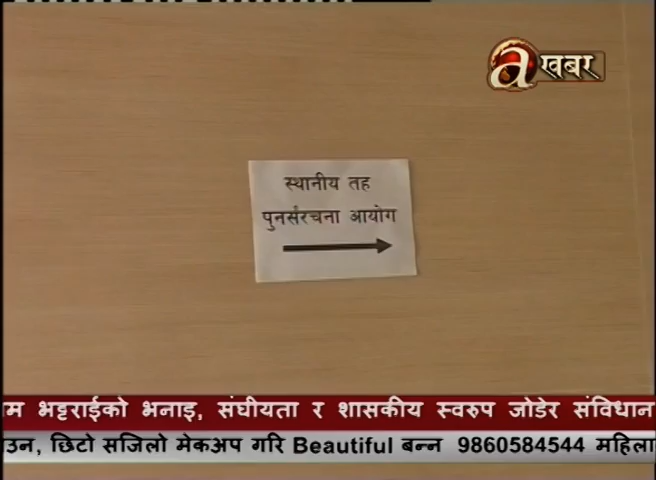 a खबर
स्थानीय तह
पुनर्संरचना आयोग
म भट्टराईको भनाइ, संघीयता र शासकीय स्वरुप जोडेर संविधान
उन, छिटो सजिलो मेकअप गरि Beautiful बन्न 9860584544 महिला